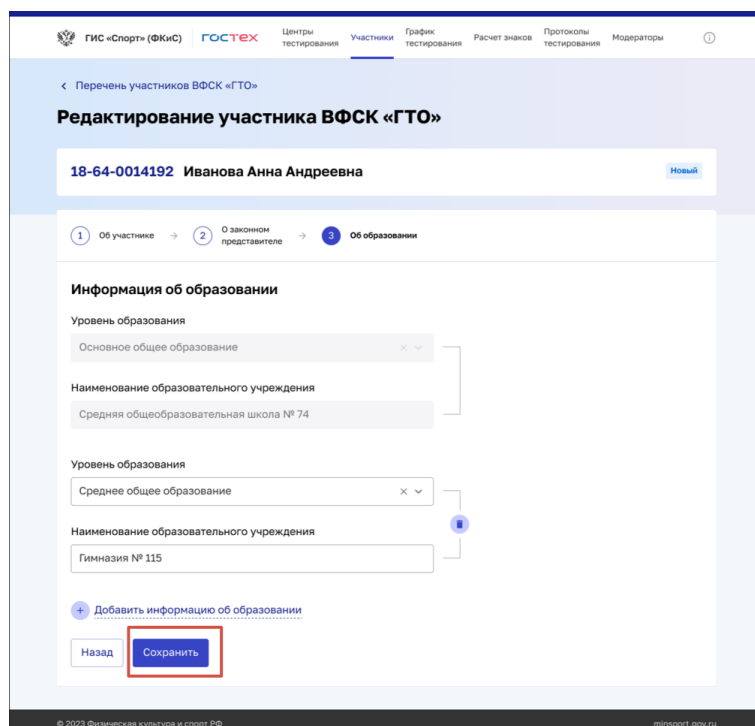 ГИС «Спорт» (ФКиС)
ГОСТЕХ
Центры
тестирования
Участники
График
тестирования
Расчет знаков
Протоколы
тестирования
Модераторы
Перечень участников ВФСК «ГТО»
Редактирование участника ВФСК «ГТО»
18-64-0014192 Иванова Анна Андреевна
Новый
1 Об участнике
2 О законном
представителе
3 Об образовании
Информация об образовании
Уровень образования
Основное общее образование
Наименование образовательного учреждения
Средняя общеобразовательная школа № 74
Уровень образования
Среднее общее образование
Наименование образовательного учреждения
Гимназия № 115
+ Добавить информацию об образовании
Назад
Сохранить
© 2023 Физическая культура и спорт РФ
minsport.gov.ru